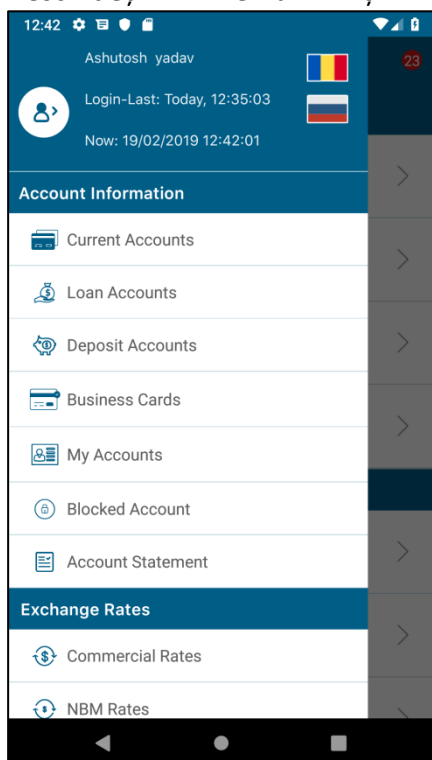 12:42
Ashutosh yadav
23
Login-Last: Today, 12:35:03
Now: 19/02/2019 12:42:01
Account Information
Current Accounts
Loan Accounts
Deposit Accounts
Business Cards
My Accounts
Blocked Account
Account Statement
Exchange Rates
Commercial Rates
NBM Rates